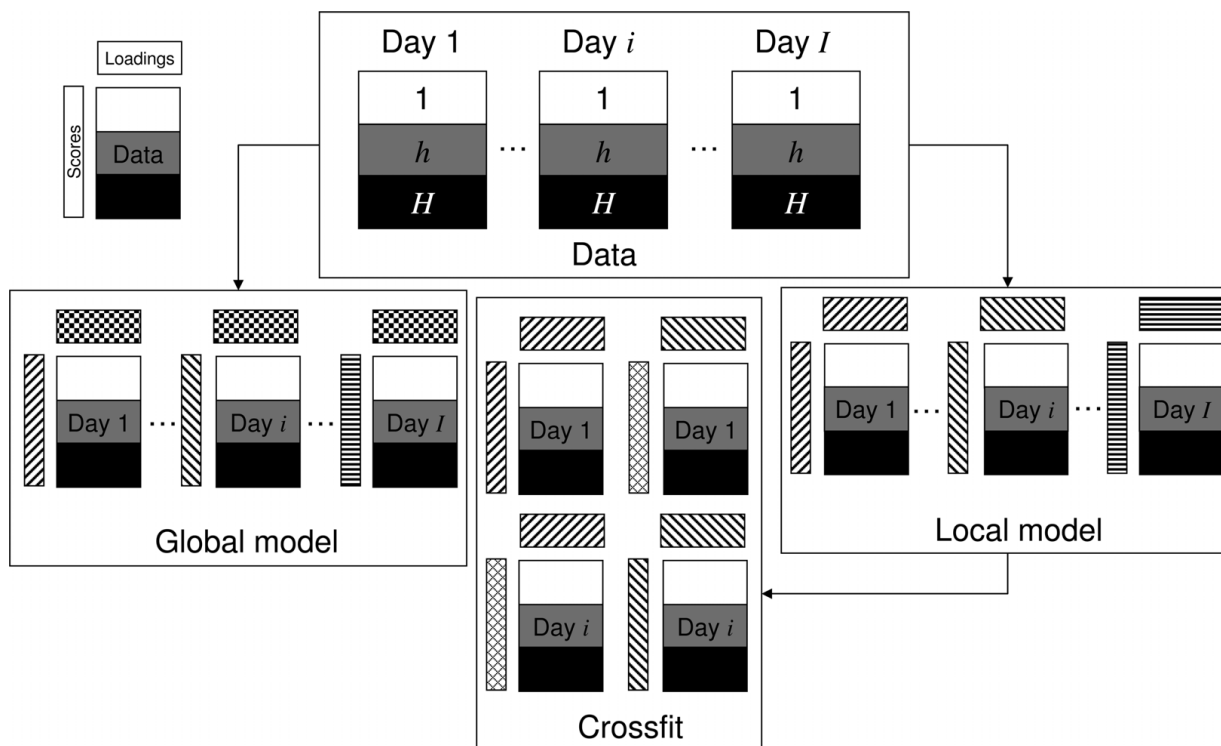 Loadings
Scores
Data
Day 1 Day i Day I
1 1 1
h ... h ... h
H H H
Data
Day 1 ... Day i ... Day I
Global model
Day 1 Day 1
Day i Day i
Crossfit
Day 1 ... Day i ... Day I
Local model